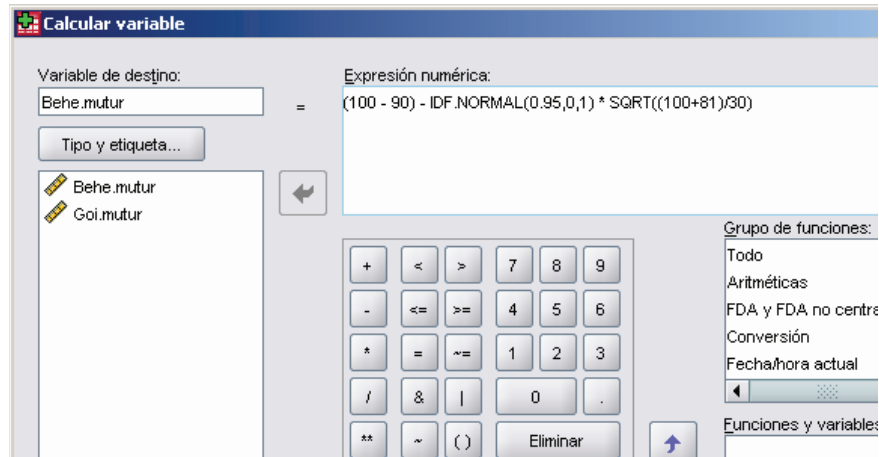 Calcular variable
Variable de destino:
Behe.mutur
=
Expresión numérica:
(100 - 90) - IDF.NORMAL(0.95,0,1) * SQRT((100+81)/30)
Tipo y etiqueta...
Behe.mutur
Goi.mutur
+ < > 7 8 9
- <= >= 4 5 6
* = ~= 1 2 3
/ & | 0 .
** ~ ( ) Eliminar
Grupo de funciones:
Todo
Aritméticas
FDA y FDA no centra
Conversión
Fecha/hora actual
Funciones y variables